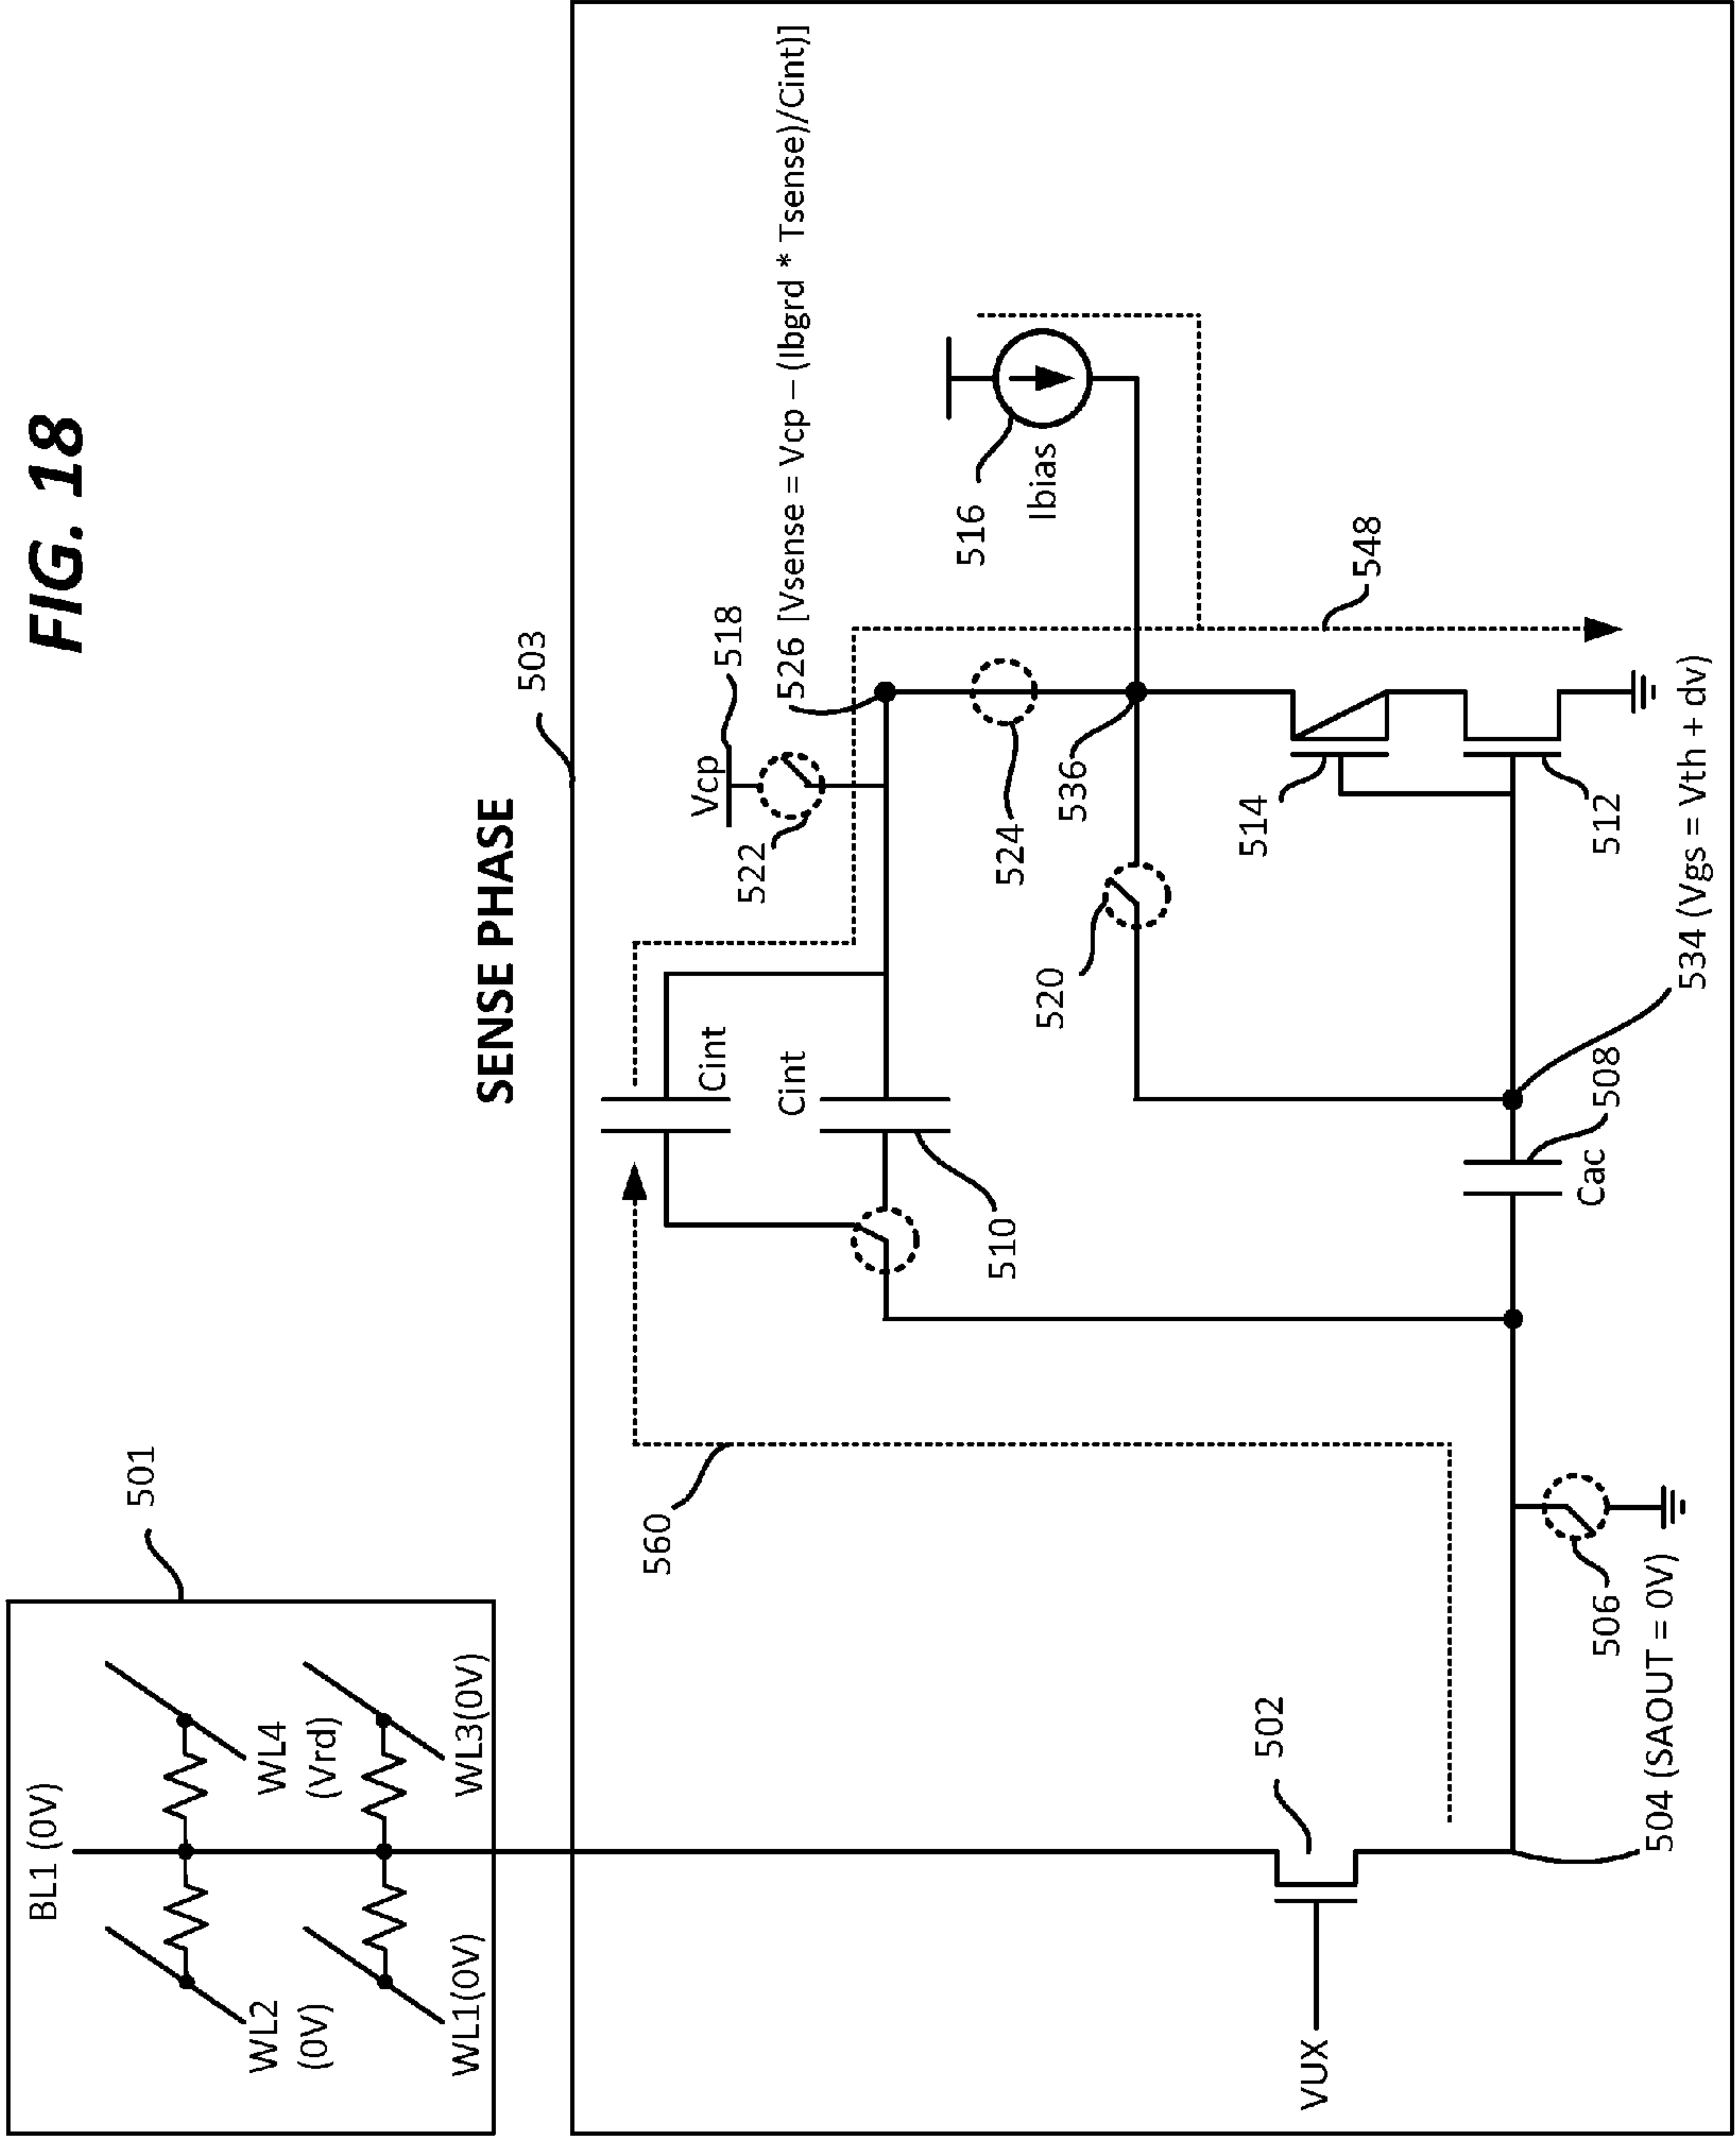 FIG. 18
SENSE PHASE
501
503
BL1 (0V)
WL2
(0V)
WL4
(Vrd)
WL1(0V)
WL3(0V)
560
Cint
Cint
510
Vcp
518
522
526 [Vsense = Vcp – (Ibgrd * Tsense)/Cint)]
524
516
Ibias
520
536
548
514
512
502
VUX
Cac
508
506
504 (SAOUT = 0V)
534 (Vgs = Vth + dv)